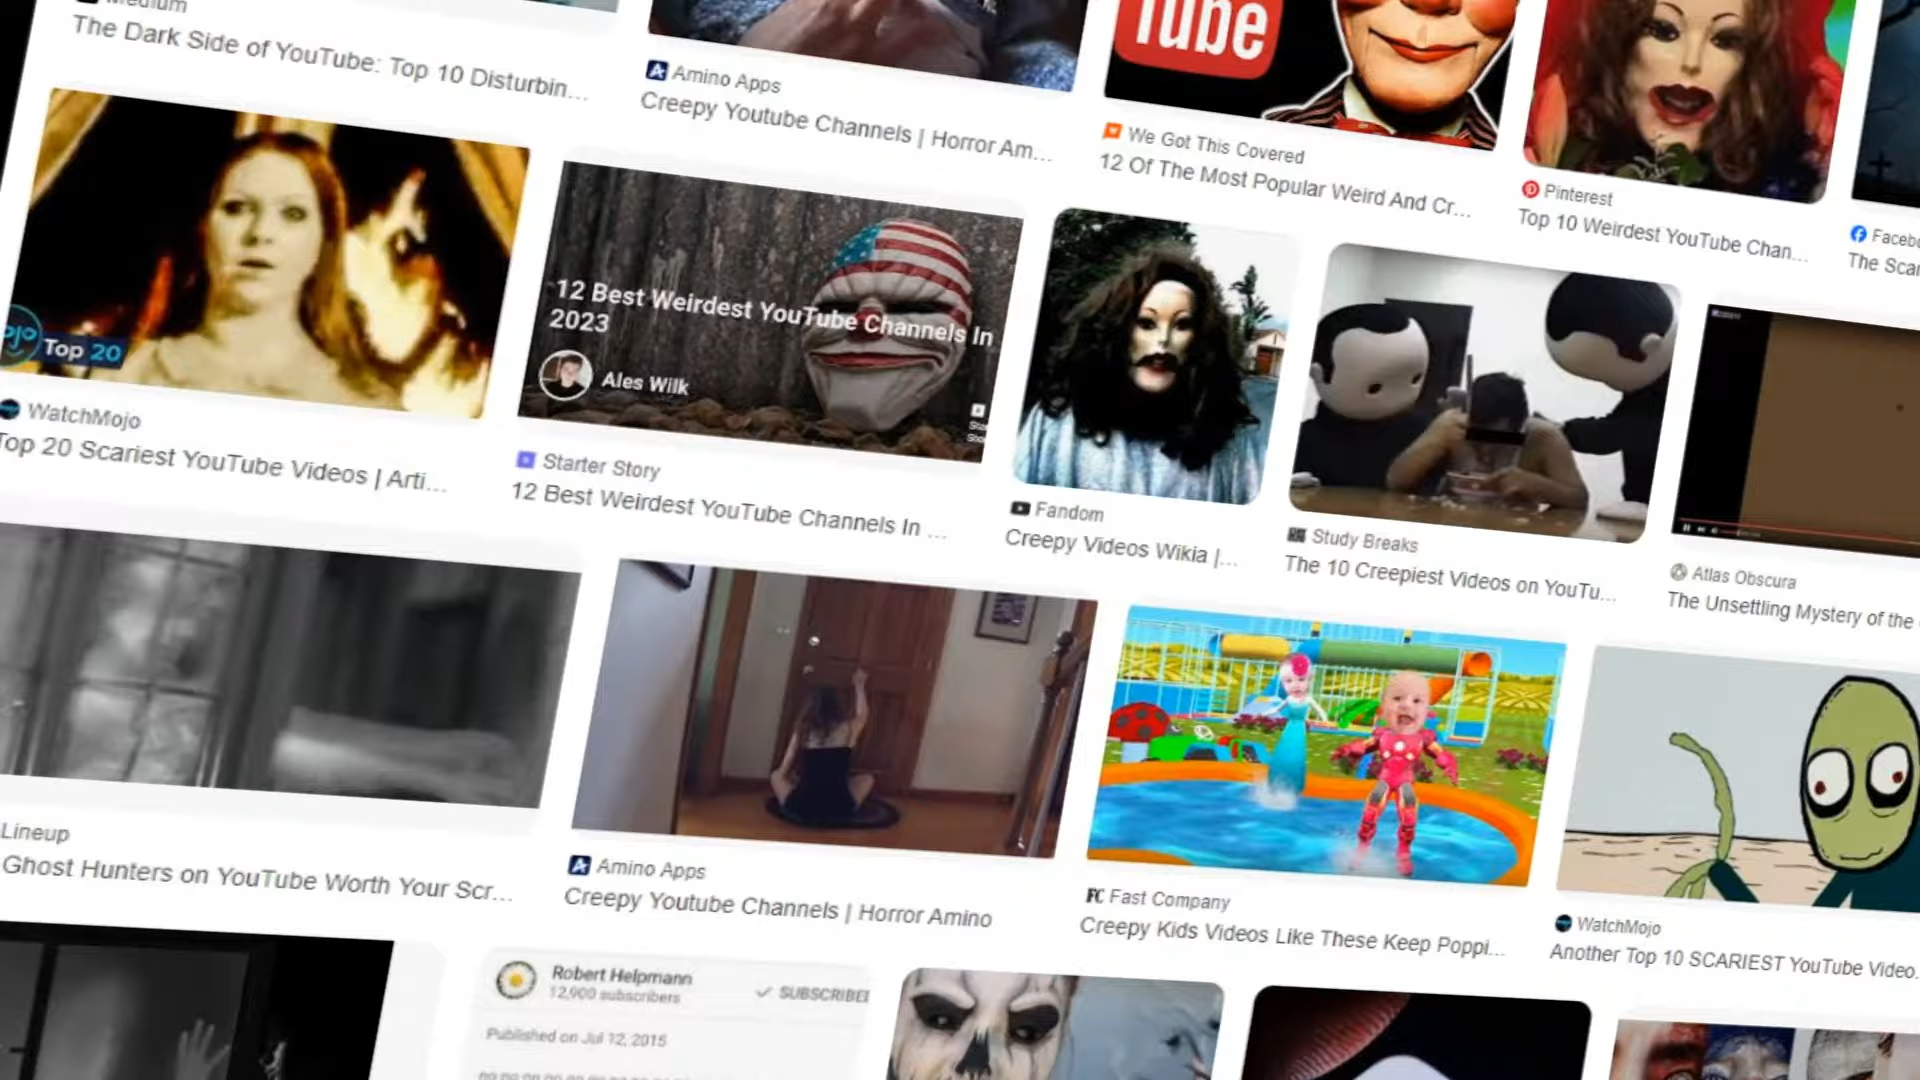 Medium
The Dark Side of YouTube: Top 10 Disturbin...
Amino Apps
Creepy Youtube Channels | Horror Am...
Tube
We Got This Covered
12 Of The Most Popular Weird And Cr...
Pinterest
Top 10 Weirdest YouTube Chan...
Facebo
The Scar
ojo Top 20
WatchMojo
Top 20 Scariest YouTube Videos | Arti...
12 Best Weirdest YouTube Channels In
2023
Ales Wilk
Starter Story
12 Best Weirdest YouTube Channels In ...
Fandom
Creepy Videos Wikia |...
Study Breaks
The 10 Creepiest Videos on YouTu...
Atlas Obscura
The Unsettling Mystery of the
Lineup
Ghost Hunters on YouTube Worth Your Scr...
Amino Apps
Creepy Youtube Channels | Horror Amino
FC Fast Company
Creepy Kids Videos Like These Keep Poppi...
WatchMojo
Another Top 10 SCARIEST YouTube Video.
Robert Helpmann
12,900 subscribers
SUBSCRIBED
Published on Jul 12, 2015